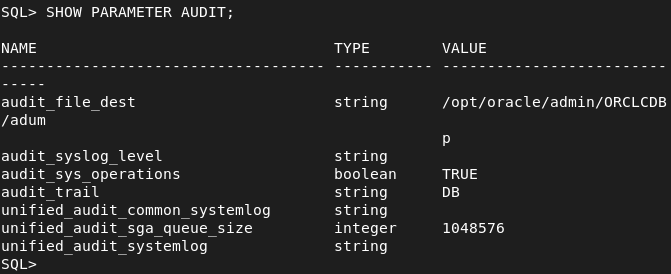 SQL> SHOW PARAMETER AUDIT;

NAME                                 TYPE        VALUE
------------------------------------ ----------- -------------------------
-----
audit_file_dest                      string      /opt/oracle/admin/ORCLCDB
/adum
                                                 p
audit_syslog_level                   string
audit_sys_operations                 boolean     TRUE
audit_trail                          string      DB
unified_audit_common_systemlog       string
unified_audit_sga_queue_size         integer     1048576
unified_audit_systemlog              string
SQL>